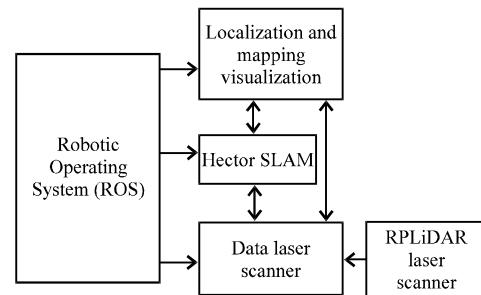 Localization and
mapping
visualization
Robotic
Operating
System (ROS)
Hector SLAM
Data laser
scanner
RPLiDAR
laser
scanner